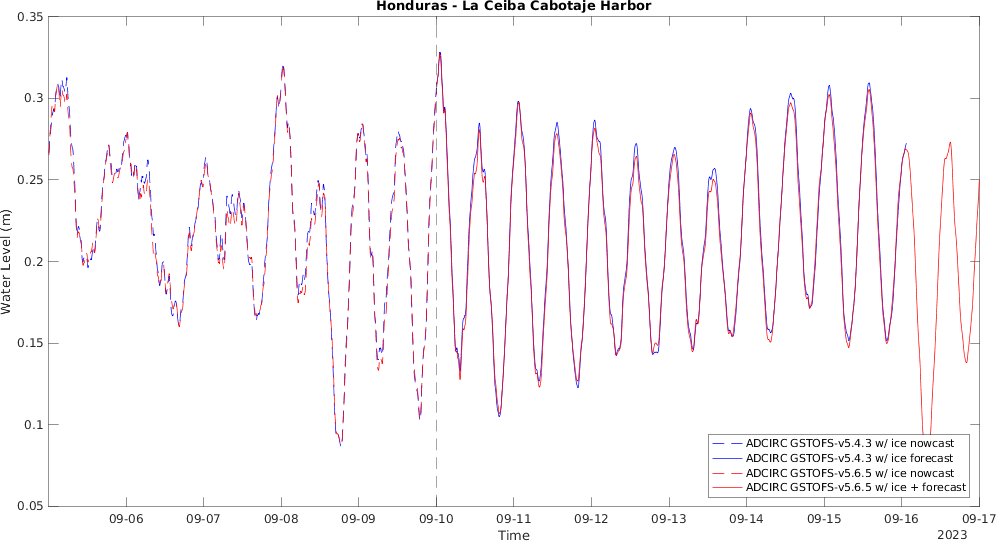 Honduras - La Ceiba Cabotaje Harbor
0.35
0.3
0.25
0.2
0.15
0.1
0.05
Water Level (m)
ADCIRC GSTOFS-v5.4.3 w/ ice nowcast
ADCIRC GSTOFS-v5.4.3 w/ ice forecast
ADCIRC GSTOFS-v5.6.5 w/ ice nowcast
ADCIRC GSTOFS-v5.6.5 w/ ice + forecast
09-06 09-07 09-08 09-09 09-10 09-11 09-12 09-13 09-14 09-15 09-16 09-17
Time
2023